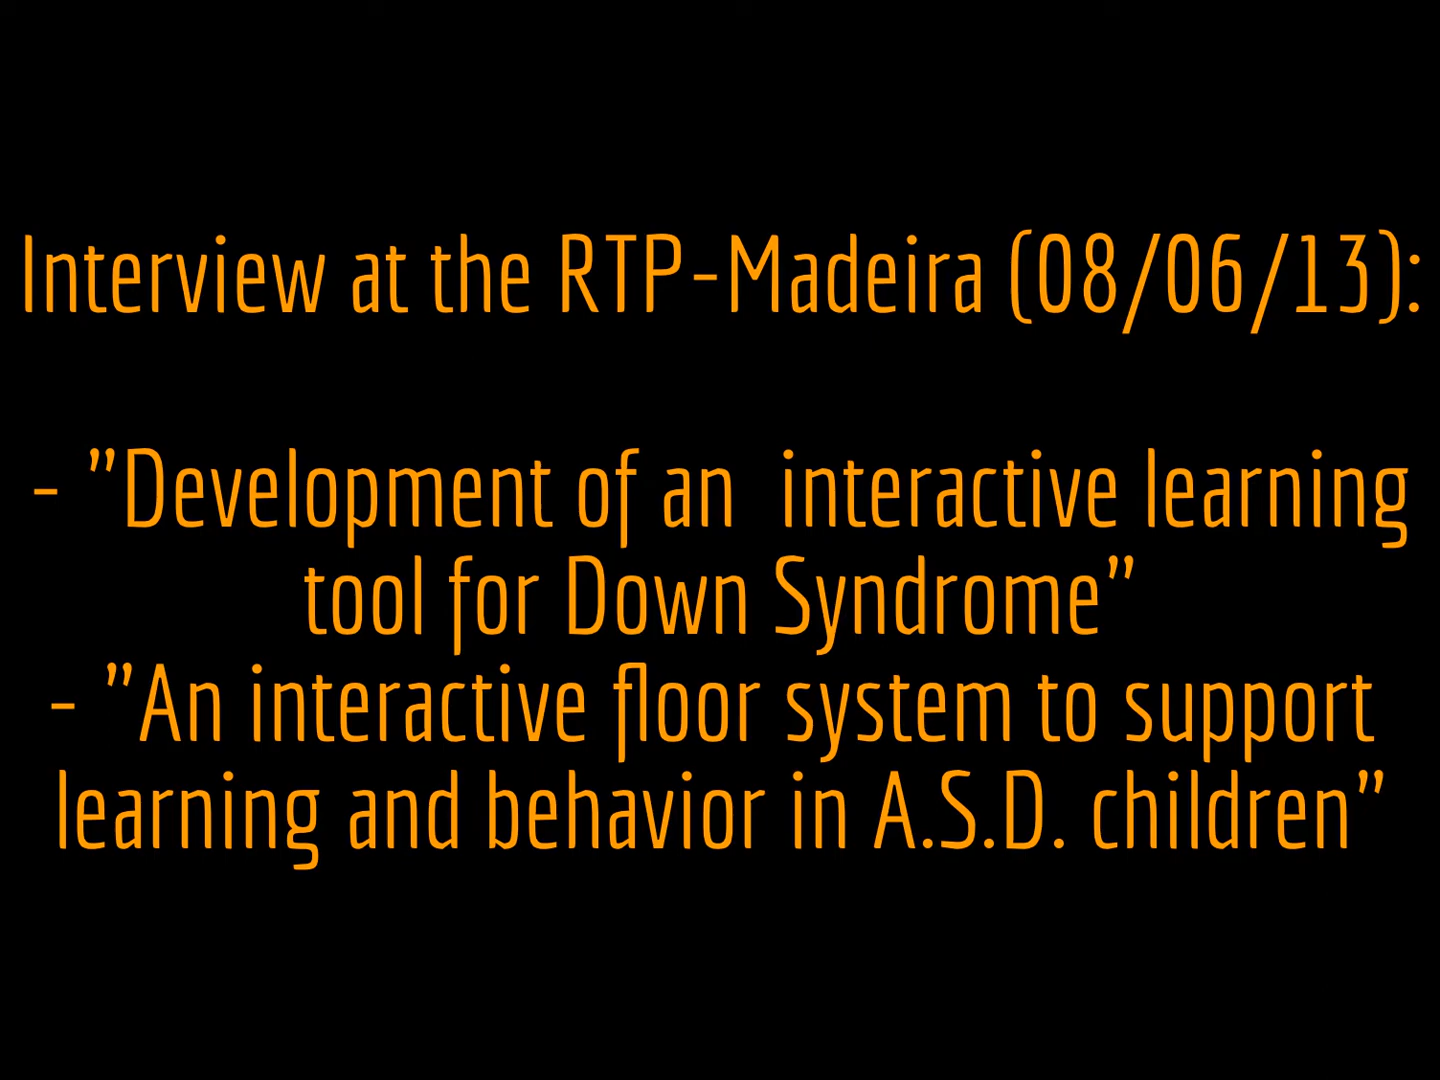 Interview at the RTP-Madeira (08/06/13):
- "Development of an  interactive learning
tool for Down Syndrome"
- "An interactive floor system to support
learning and behavior in A.S.D. children"